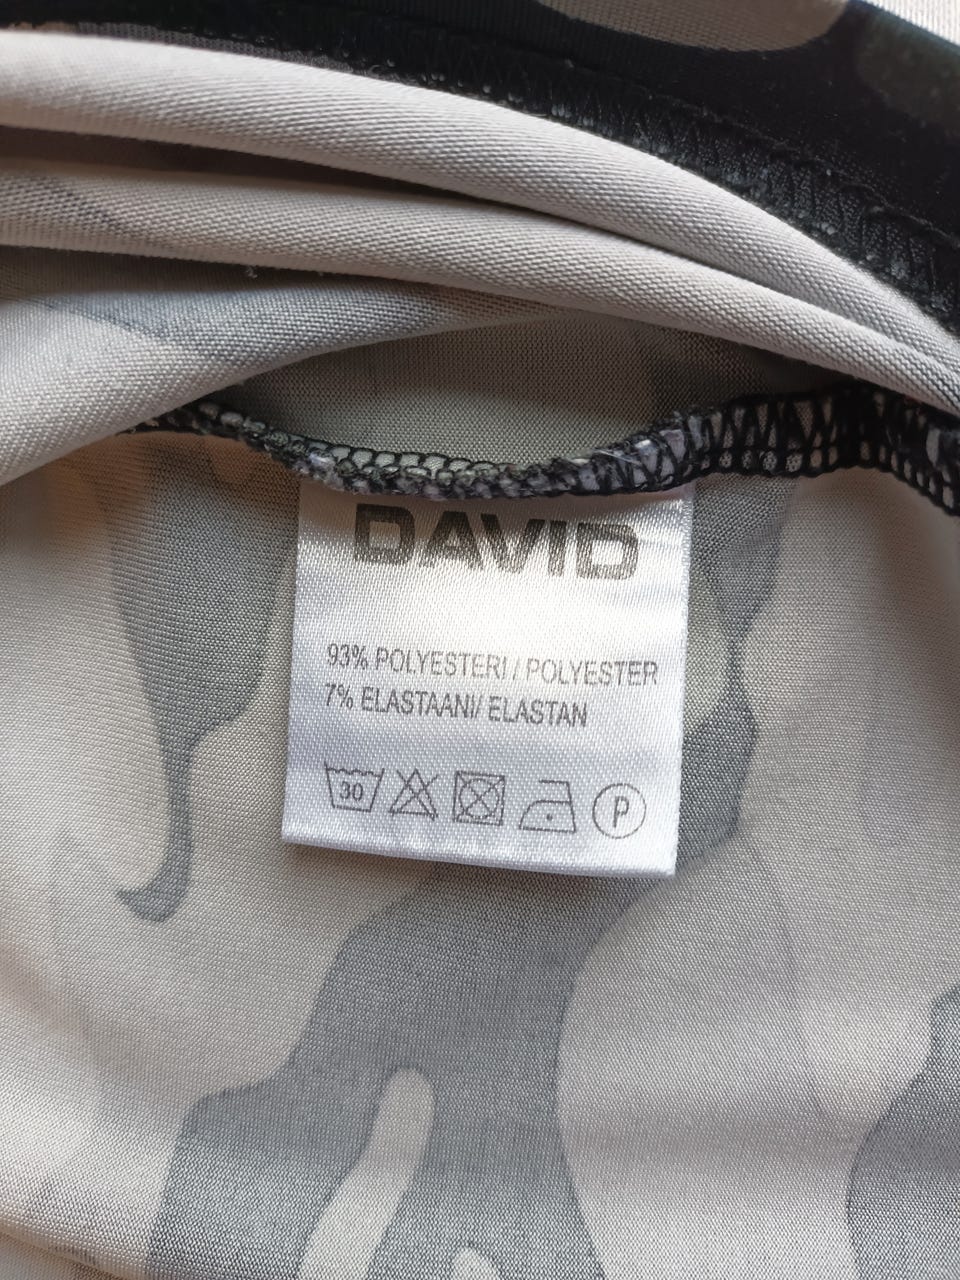 DAVID
93% POLYESTERI / POLYESTER
7% ELASTAANI/ ELASTAN
30 P